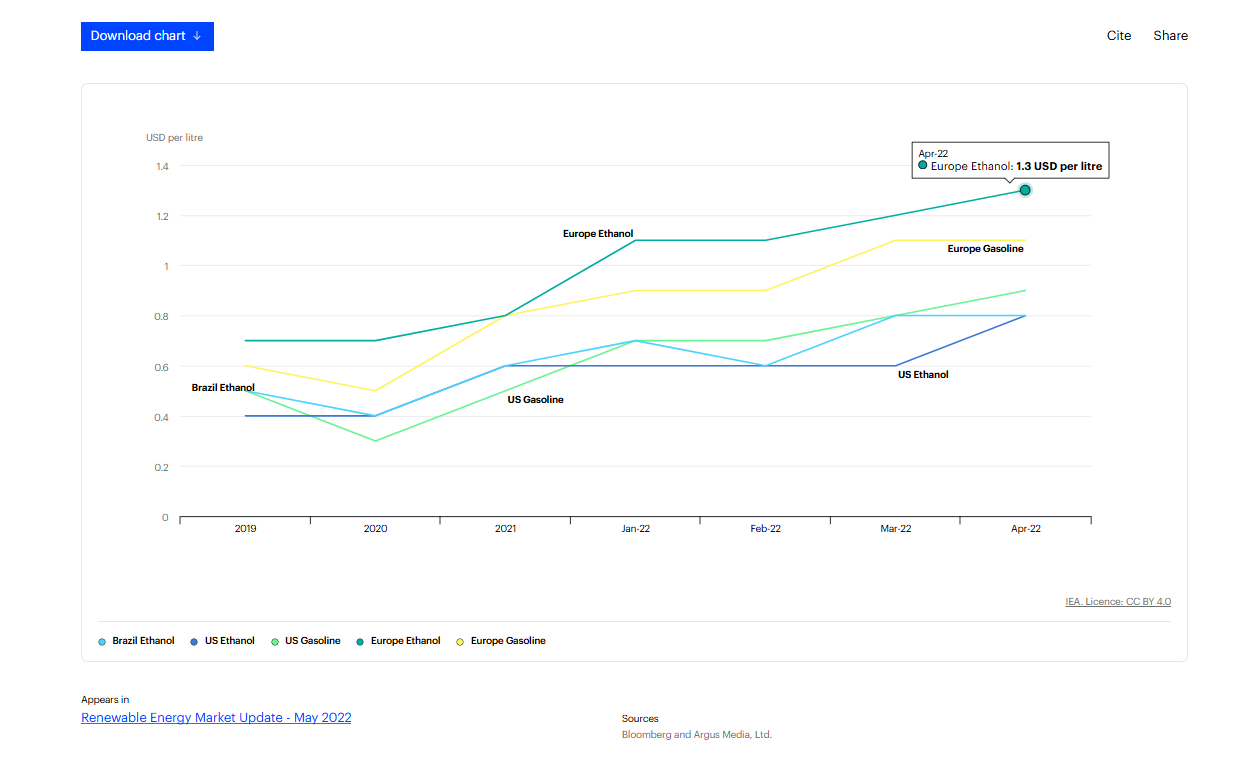 Download chart ↓
Cite Share
USD per litre
1.4
1.2
1
0.8
0.6
0.4
0.2
0
Apr-22
Europe Ethanol: 1.3 USD per litre
Europe Ethanol
Europe Gasoline
Brazil Ethanol
US Ethanol
US Gasoline
2019 2020 2021 Jan-22 Feb-22 Mar-22 Apr-22
IEA. Licence: CC BY 4.0
Brazil Ethanol US Ethanol US Gasoline Europe Ethanol Europe Gasoline
Appears in
Renewable Energy Market Update - May 2022
Sources
Bloomberg and Argus Media, Ltd.